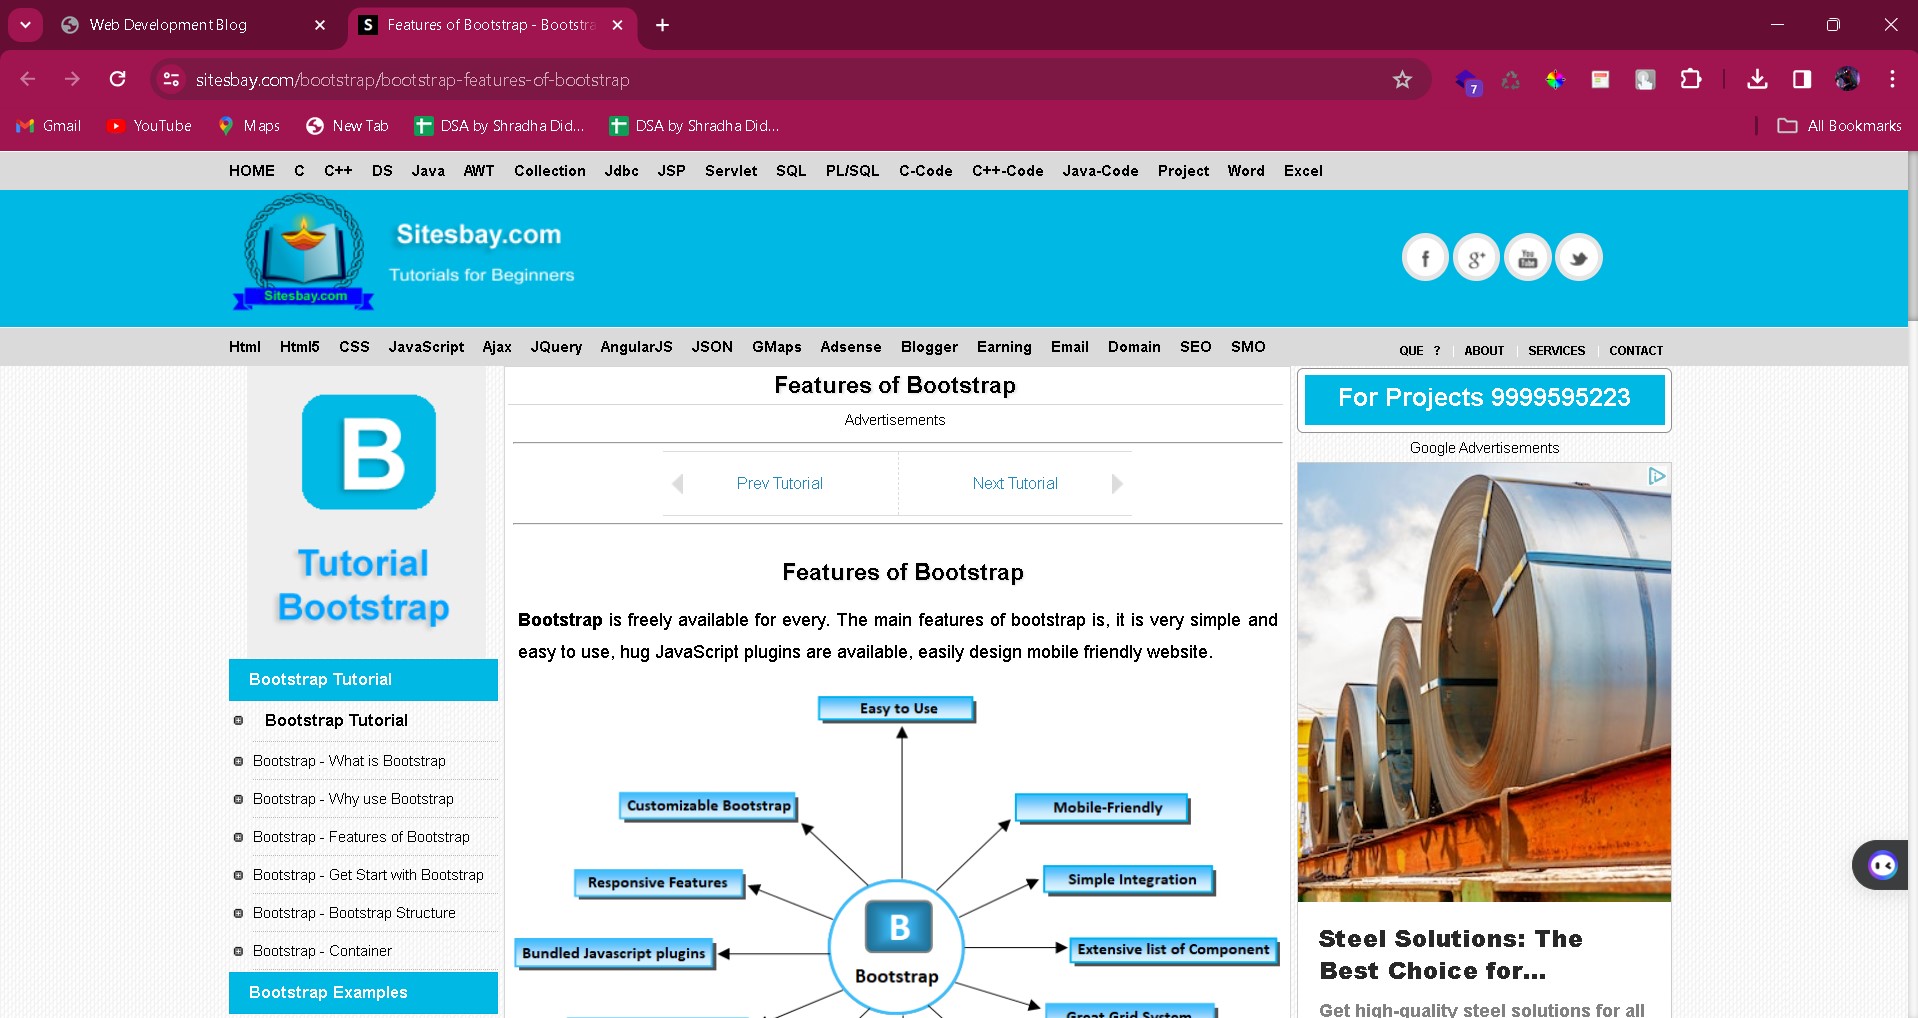 Web Development Blog
Features of Bootstrap - Bootstra
sitesbay.com/bootstrap/bootstrap-features-of-bootstrap
7
Gmail YouTube Maps New Tab DSA by Shradha Did... DSA by Shradha Did... All Bookmarks
HOME C C++ DS Java AWT Collection Jdbc JSP Servlet SQL PL/SQL C-Code C++-Code Java-Code Project Word Excel
Sitesbay.com
Sitesbay.com
Tutorials for Beginners
f g+ You Tube
Html Html5 CSS JavaScript Ajax JQuery AngularJS JSON GMaps Adsense Blogger Earning Email Domain SEO SMO
QUE ? ABOUT SERVICES CONTACT
B
Tutorial
Bootstrap
Bootstrap Tutorial
Bootstrap Tutorial
Bootstrap - What is Bootstrap
Bootstrap - Why use Bootstrap
Bootstrap - Features of Bootstrap
Bootstrap - Get Start with Bootstrap
Bootstrap - Bootstrap Structure
Bootstrap - Container
Bootstrap Examples
Features of Bootstrap
Advertisements
Prev Tutorial Next Tutorial
Features of Bootstrap
Bootstrap is freely available for every. The main features of bootstrap is, it is very simple and
easy to use, hug JavaScript plugins are available, easily design mobile friendly website.
Easy to Use
Customizable Bootstrap
Mobile-Friendly
Responsive Features
Simple Integration
B
Bundled Javascript plugins
Extensive list of Component
Bootstrap
Great Grid System
For Projects 9999595223
Google Advertisements
Steel Solutions: The
Best Choice for...
Get high-quality steel solutions for all